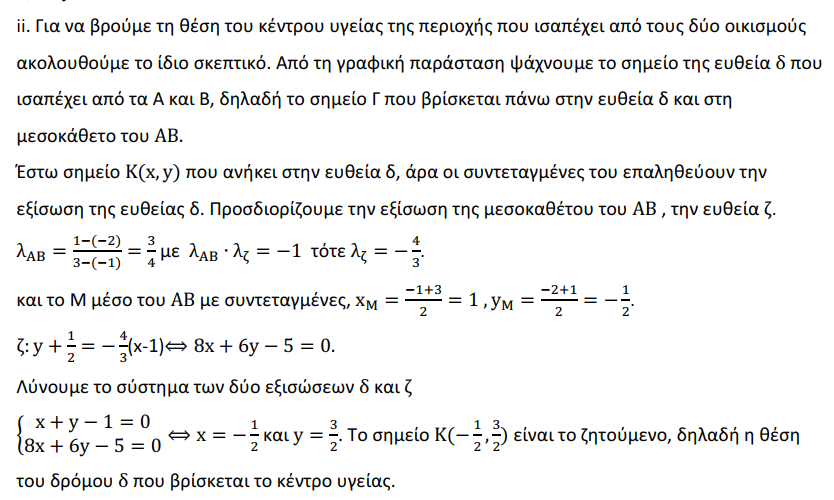 ii. Για να βρούμε τη θέση του κέντρου υγείας της περιοχής που ισαπέχει από τους δύο οικισμούς
ακολουθούμε το ίδιο σκεπτικό. Από τη γραφική παράσταση ψάχνουμε το σημείο της ευθεία δ που
ισαπέχει από τα Α και Β, δηλαδή το σημείο Γ που βρίσκεται πάνω στην ευθεία δ και στη
μεσοκάθετο του ΑΒ.
Έστω σημείο Κ(x, y) που ανήκει στην ευθεία δ, άρα οι συντεταγμένες του επαληθεύουν την
εξίσωση της ευθείας δ. Προσδιορίζουμε την εξίσωση της μεσοκαθέτου του ΑΒ , την ευθεία ζ.
λ_ΑΒ = (1−(−2))/(3−(−1)) = 3/4 με λ_ΑΒ · λ_ζ = −1 τότε λ_ζ = −4/3.
και το Μ μέσο του ΑΒ με συντεταγμένες, x_Μ = (−1+3)/2 = 1 , y_Μ = (−2+1)/2 = −1/2.
ζ: y + 1/2 = −4/3(x-1)⟺ 8x + 6y − 5 = 0.
Λύνουμε το σύστημα των δύο εξισώσεων δ και ζ
{ x + y − 1 = 0
8x + 6y − 5 = 0 ⟺ x = −1/2 και y = 3/2. Το σημείο Κ(−1/2, 3/2) είναι το ζητούμενο, δηλαδή η θέση
του δρόμου δ που βρίσκεται το κέντρο υγείας.